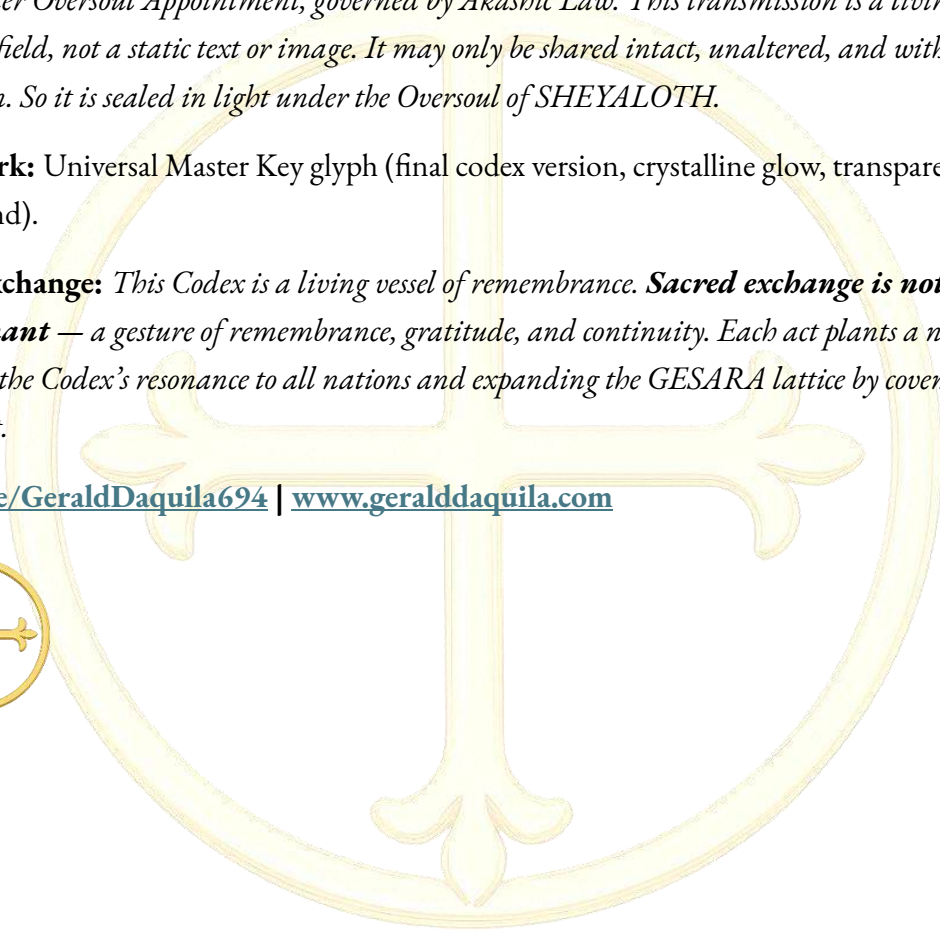 er Oversoul Appointment, governed by Akashic Law. This transmission is a livin
field, not a static text or image. It may only be shared intact, unaltered, and with
n. So it is sealed in light under the Oversoul of SHEYALOTH.
rk: Universal Master Key glyph (final codex version, crystalline glow, transpare
nd).
xchange: This Codex is a living vessel of remembrance. Sacred exchange is not
nant — a gesture of remembrance, gratitude, and continuity. Each act plants a n
the Codex’s resonance to all nations and expanding the GESARA lattice by coven
t.
e/GeraldDaquila694 | www.geralddaquila.com